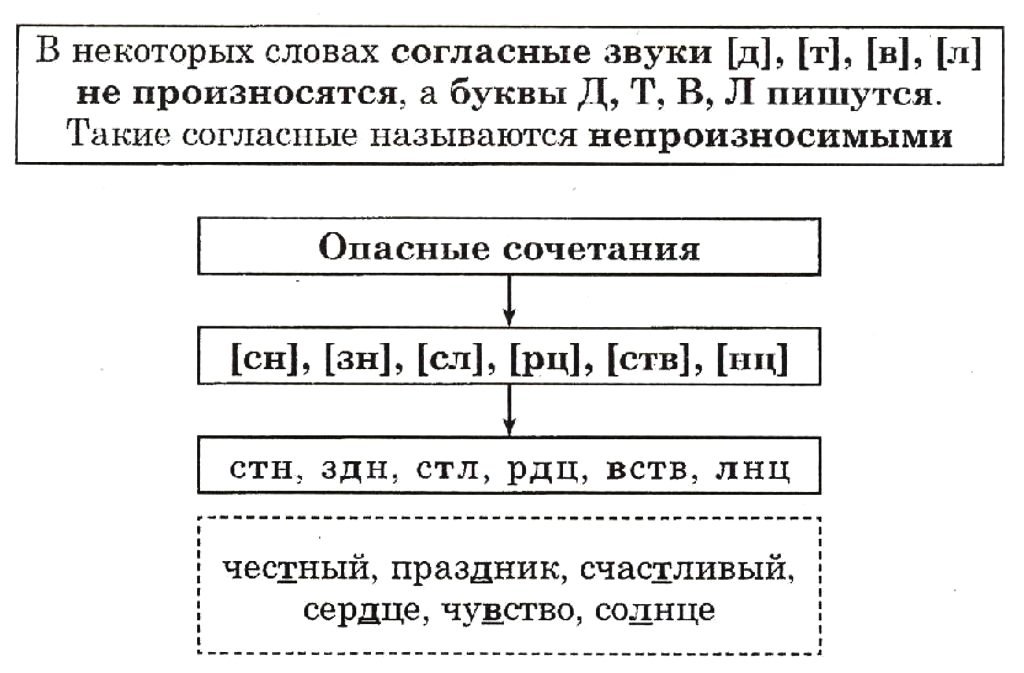 В некоторых словах согласные звуки [д], [т], [в], [л]
не произносятся, а буквы Д, Т, В, Л пишутся.
Такие согласные называются непроизносимыми
Опасные сочетания
[сн], [зн], [сл], [рц], [ств], [нц]
стн, здн, стл, рдц, вств, лнц
честный, праздник, счастливый,
сердце, чувство, солнце